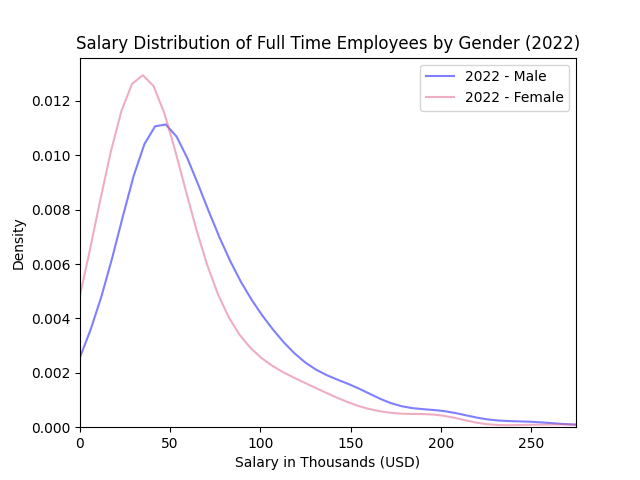 Salary Distribution of Full Time Employees by Gender (2022)
2022 - Male
2022 - Female
Density
0.012
0.010
0.008
0.006
0.004
0.002
0.000
0 50 100 150 200 250
Salary in Thousands (USD)